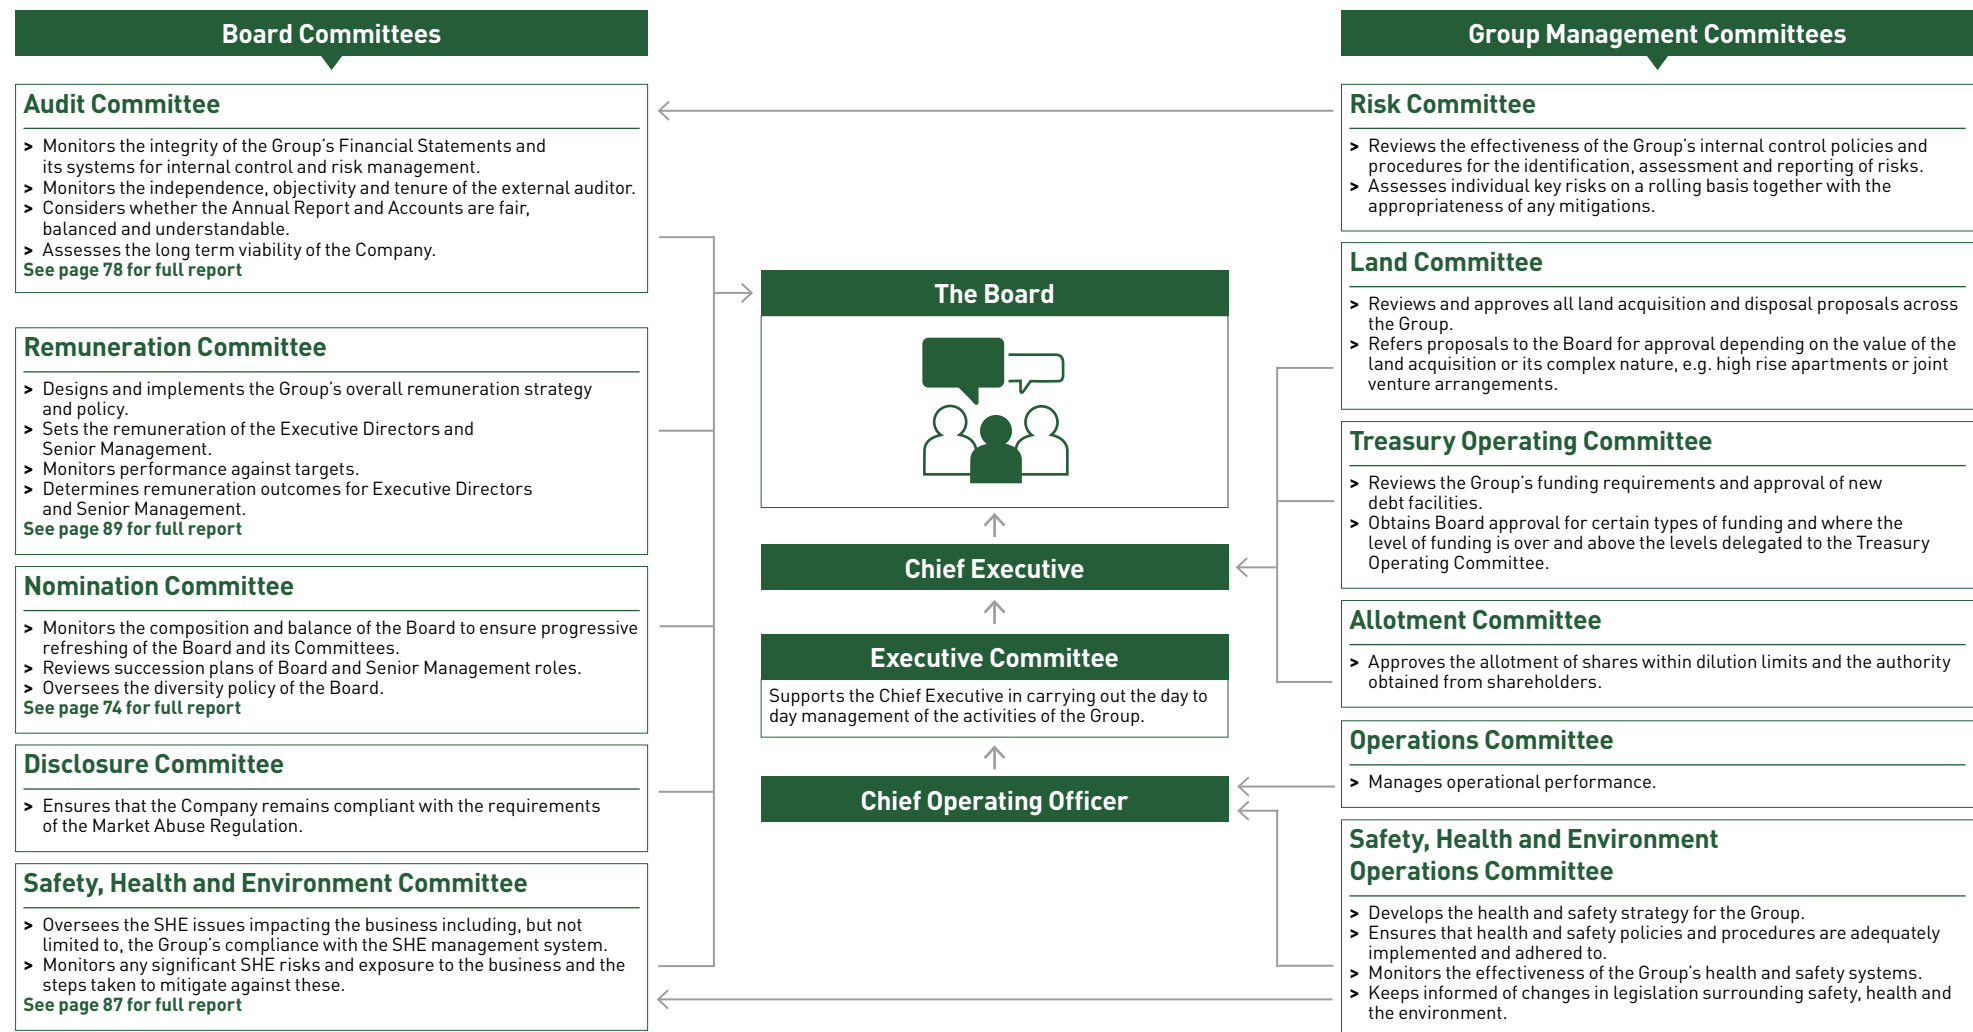 Board Committees
Audit Committee
> Monitors the integrity of the Group's Financial Statements and
its systems for internal control and risk management.
> Monitors the independence, objectivity and tenure of the external auditor.
> Considers whether the Annual Report and Accounts are fair,
balanced and understandable.
> Assesses the long term viability of the Company.
See page 78 for full report
Remuneration Committee
> Designs and implements the Group's overall remuneration strategy
and policy.
> Sets the remuneration of the Executive Directors and
Senior Management.
> Monitors performance against targets.
> Determines remuneration outcomes for Executive Directors
and Senior Management.
See page 89 for full report
Nomination Committee
> Monitors the composition and balance of the Board to ensure progressive
refreshing of the Board and its Committees.
> Reviews succession plans of Board and Senior Management roles.
> Oversees the diversity policy of the Board.
See page 74 for full report
Disclosure Committee
> Ensures that the Company remains compliant with the requirements
of the Market Abuse Regulation.
Safety, Health and Environment Committee
> Oversees the SHE issues impacting the business including, but not
limited to, the Group's compliance with the SHE management system.
> Monitors any significant SHE risks and exposure to the business and the
steps taken to mitigate against these.
See page 87 for full report
The Board
Chief Executive
Executive Committee
Supports the Chief Executive in carrying out the day to
day management of the activities of the Group.
Chief Operating Officer
Group Management Committees
Risk Committee
> Reviews the effectiveness of the Group's internal control policies and
procedures for the identification, assessment and reporting of risks.
> Assesses individual key risks on a rolling basis together with the
appropriateness of any mitigations.
Land Committee
> Reviews and approves all land acquisition and disposal proposals across
the Group.
> Refers proposals to the Board for approval depending on the value of the
land acquisition or its complex nature, e.g. high rise apartments or joint
venture arrangements.
Treasury Operating Committee
> Reviews the Group's funding requirements and approval of new
debt facilities.
> Obtains Board approval for certain types of funding and where the
level of funding is over and above the levels delegated to the Treasury
Operating Committee.
Allotment Committee
> Approves the allotment of shares within dilution limits and the authority
obtained from shareholders.
Operations Committee
> Manages operational performance.
Safety, Health and Environment
Operations Committee
> Develops the health and safety strategy for the Group.
> Ensures that health and safety policies and procedures are adequately
implemented and adhered to.
> Monitors the effectiveness of the Group's health and safety systems.
> Keeps informed of changes in legislation surrounding safety, health and
the environment.